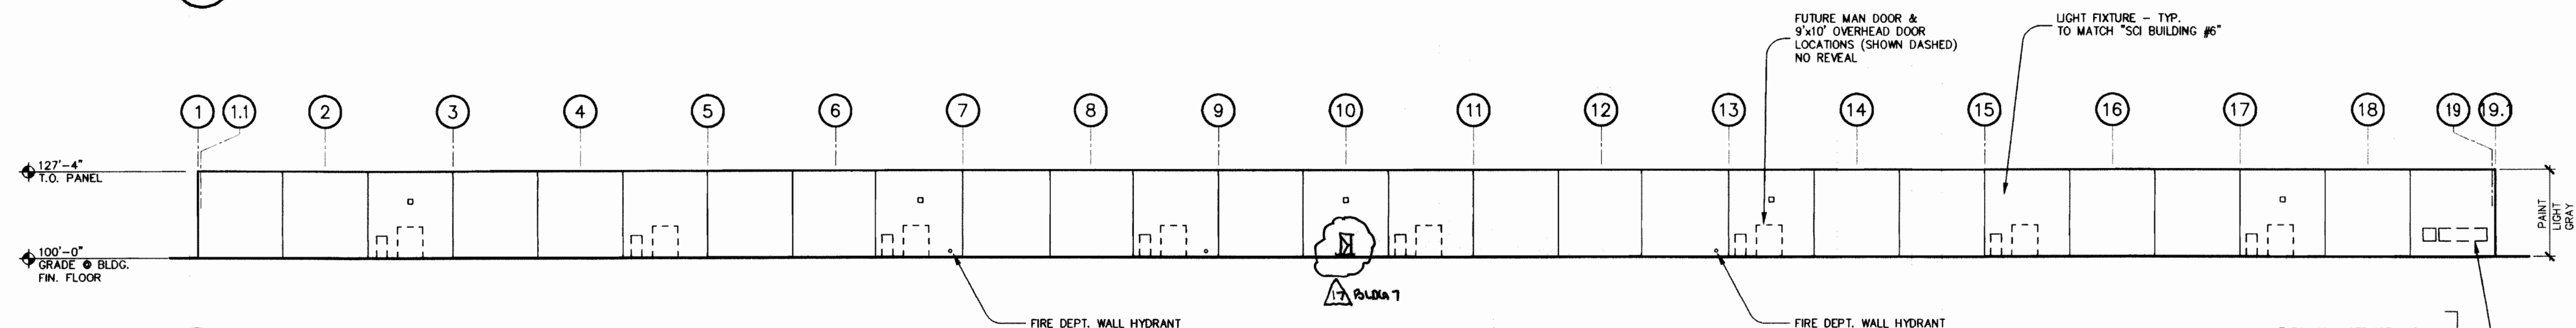 FUTURE MAN DOOR &
9'x10' OVERHEAD DOOR
LOCATIONS (SHOWN DASHED)
NO REVEAL
LIGHT FIXTURE - TYP.
TO MATCH "SCI BUILDING #6"
1 1.1 2 3 4 5 6 7 8 9 10 11 12 13 14 15 16 17 18 19 19.1
127'-4"
T.O. PANEL
PAINT
LIGHT
GRAY
100'-0"
GRADE @ BLDG.
FIN. FLOOR
17 BLDG 7
FIRE DEPT. WALL HYDRANT
FIRE DEPT. WALL HYDRANT